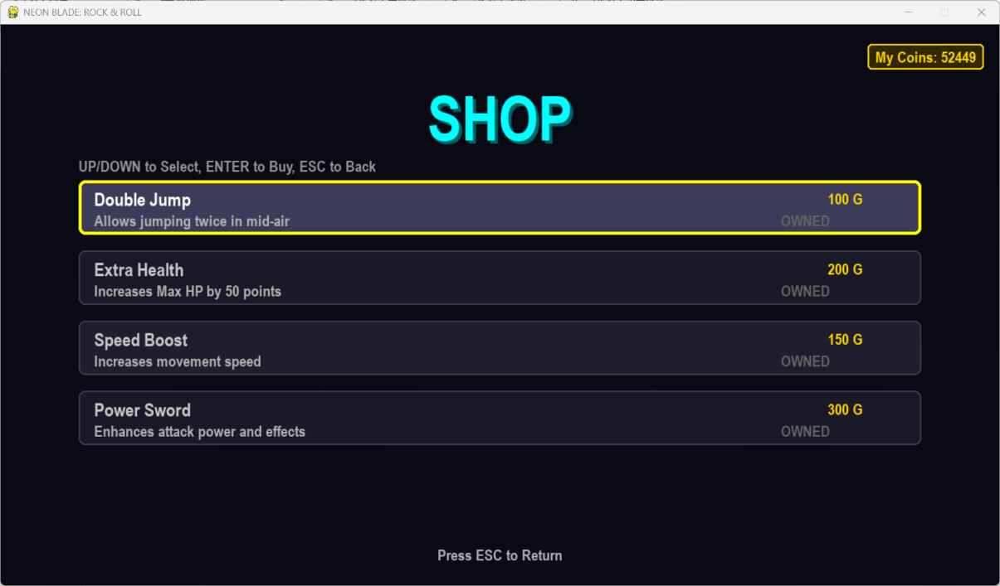 NEON BLADE: ROCK & ROLL
My Coins: 52449
SHOP
UP/DOWN to Select, ENTER to Buy, ESC to Back
Double Jump 100 G
Allows jumping twice in mid-air OWNED
Extra Health 200 G
Increases Max HP by 50 points OWNED
Speed Boost 150 G
Increases movement speed OWNED
Power Sword 300 G
Enhances attack power and effects OWNED
Press ESC to Return